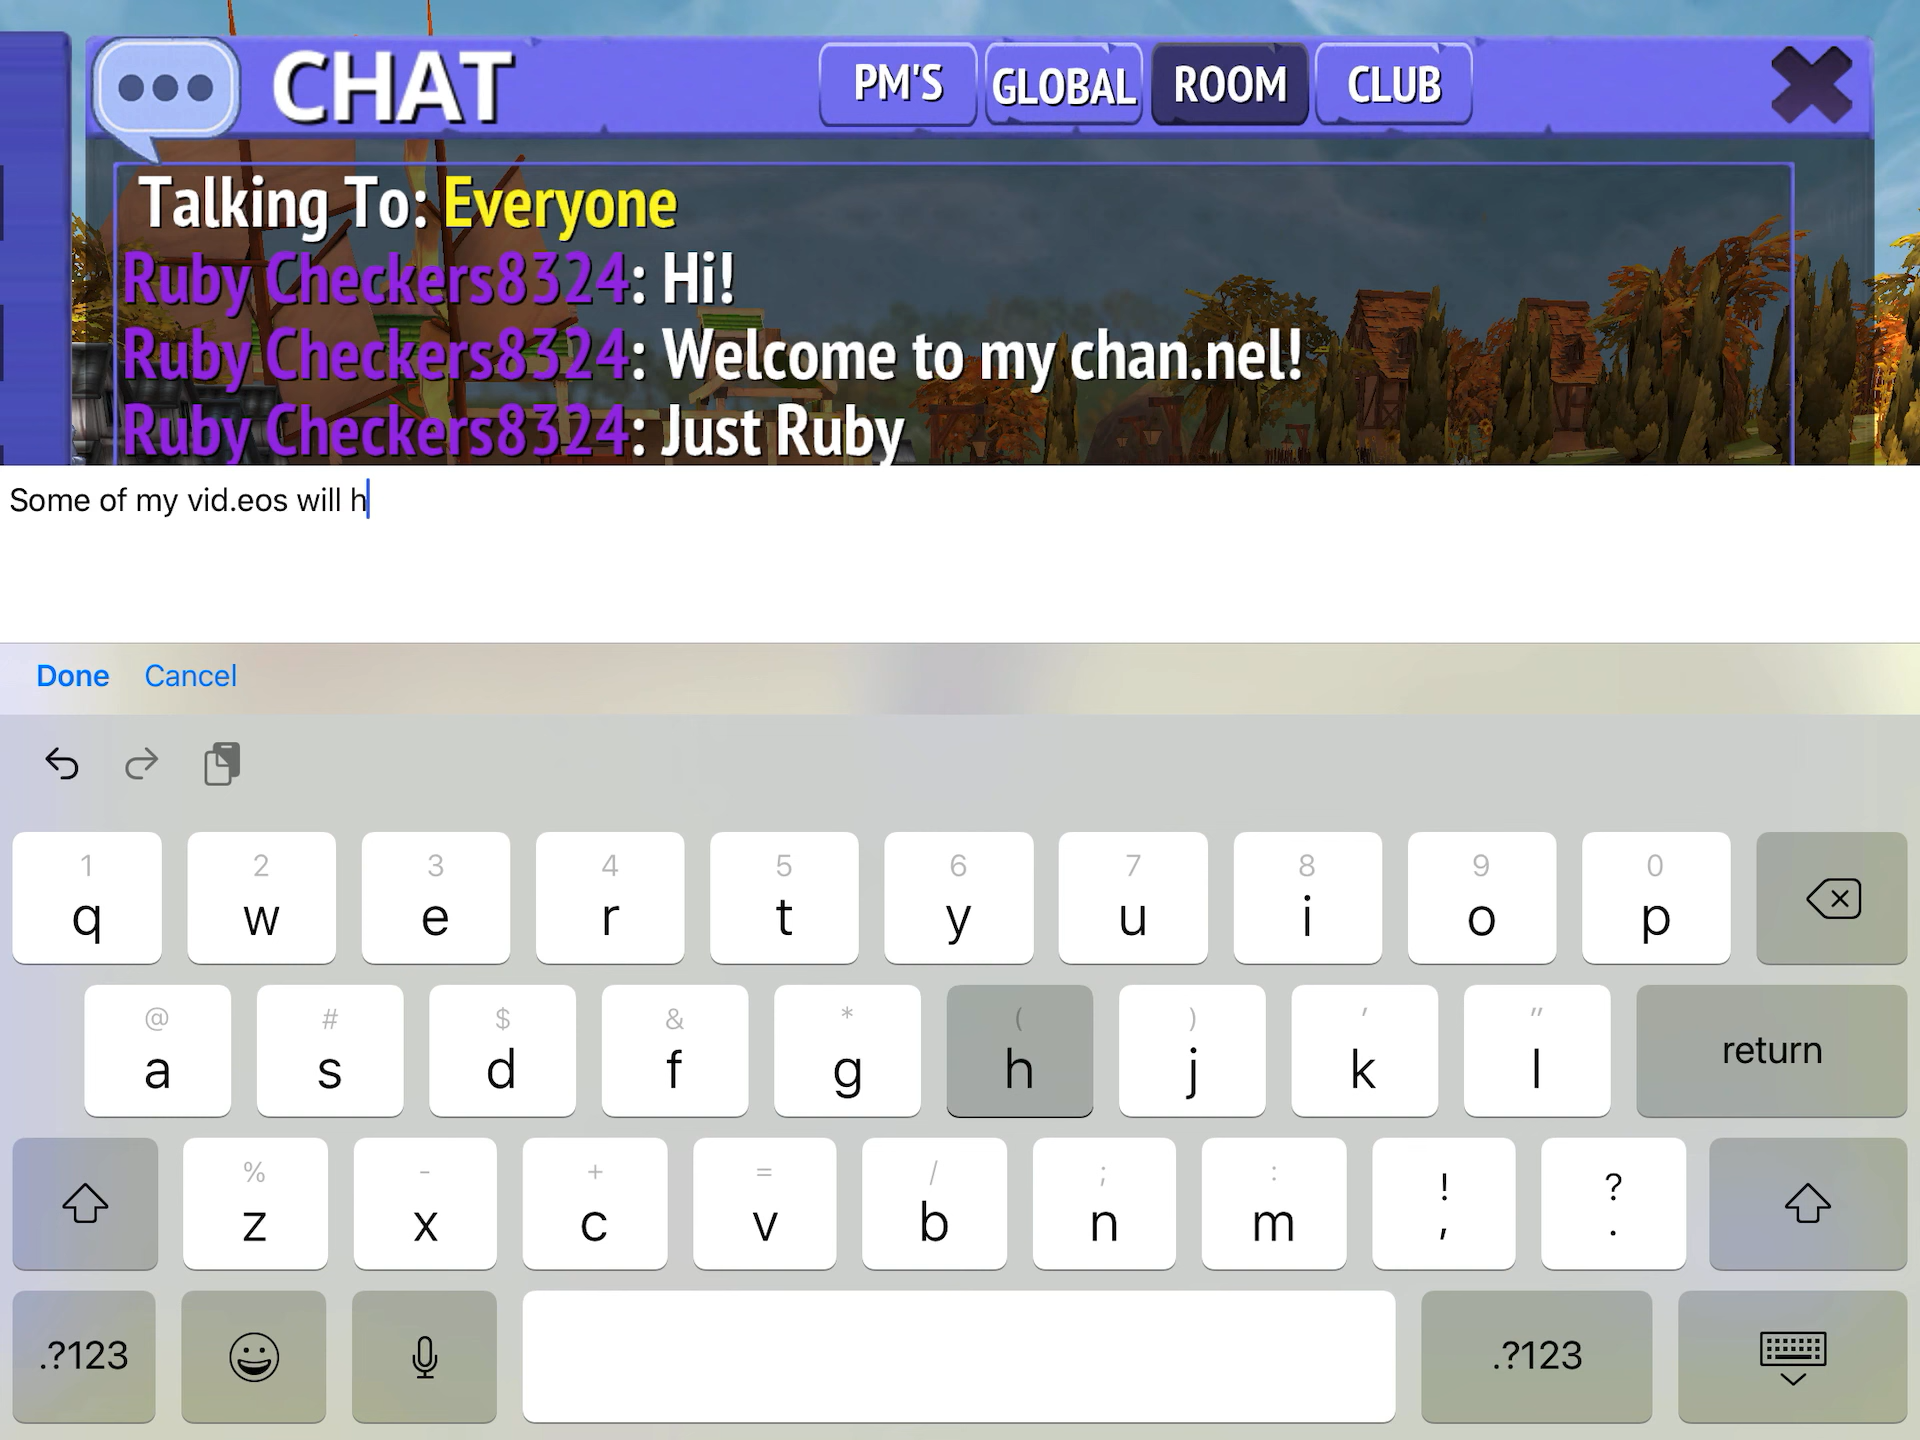 CHAT
PM'S GLOBAL ROOM CLUB
Talking To: Everyone
Ruby Checkers8324: Hi!
Ruby Checkers8324: Welcome to my chan.nel!
Ruby Checkers8324: Just Ruby
Some of my vid.eos will h
Done Cancel
1 2 3 4 5 6 7 8 9 0
q w e r t y u i o p
@ # $ & * ( ) ' "
a s d f g h j k l return
% - + = / ; : ! ?
z x c v b n m , .
.?123 .?123